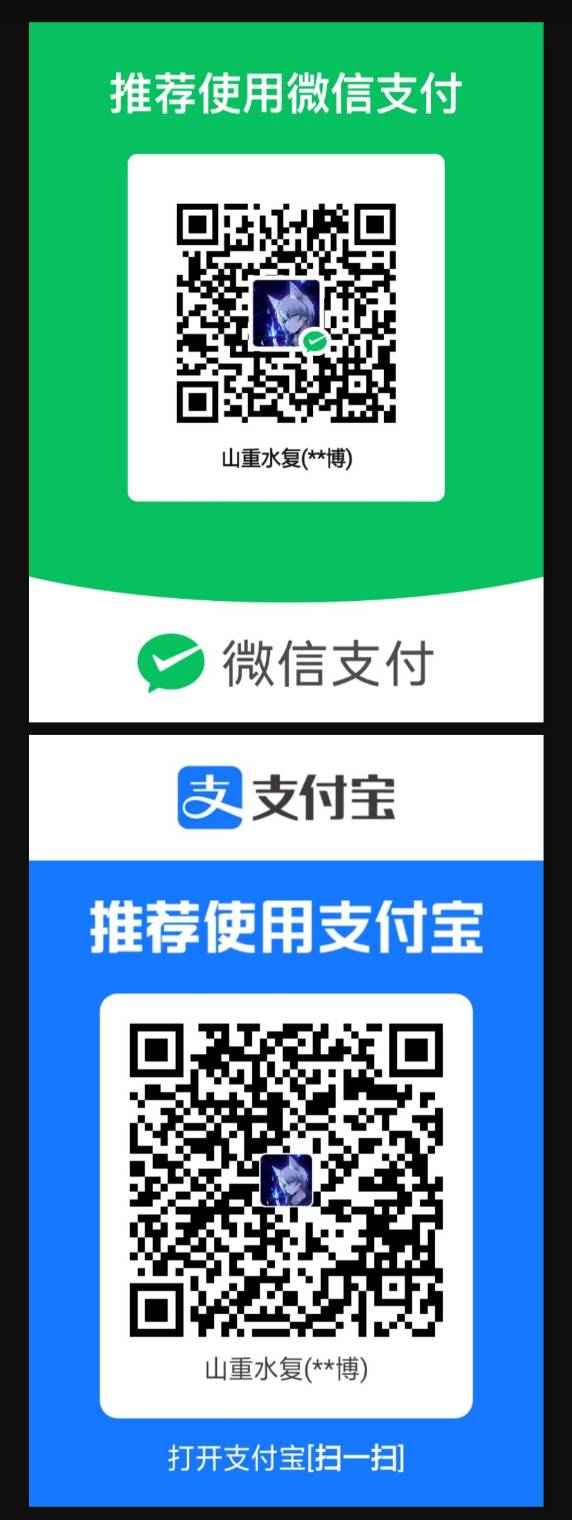 推荐使用微信支付
山重水复(**博)
微信支付
支 支付宝
推荐使用支付宝
山重水复(**博)
打开支付宝[扫一扫]